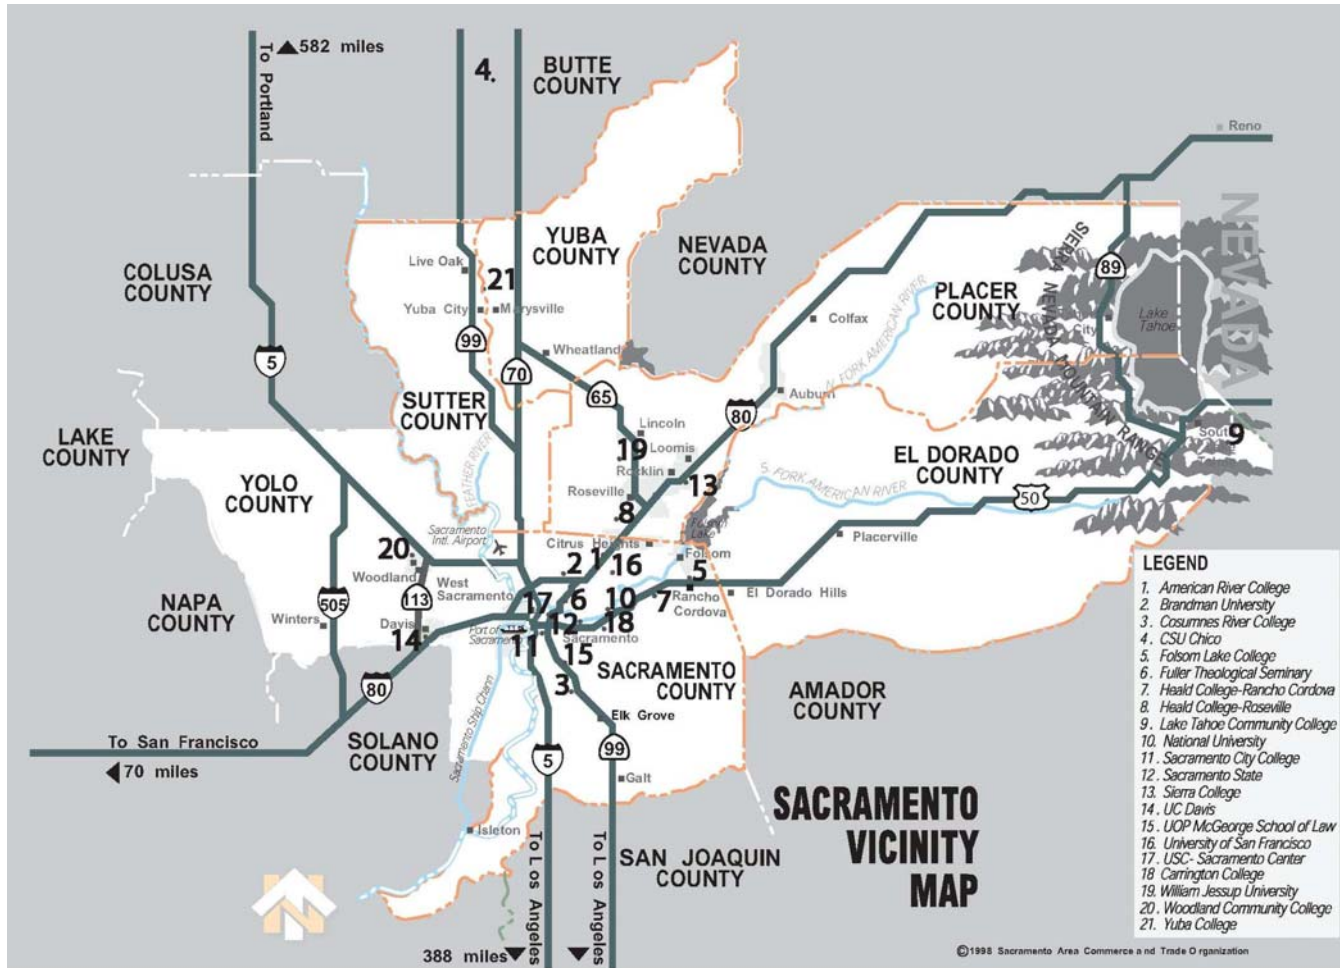 To Portland
582 miles
4.
BUTTE
COUNTY
Reno
NEVADA
YUBA
COUNTY
NEVADA
COUNTY
SIERRA NEVADA MOUNTAIN RANGE
89
COLUSA
COUNTY
Live Oak
21
Yuba City
Marysville
PLACER
COUNTY
Colfax
City
Lake
Tahoe
N. FORK AMERICAN RIVER
99
Wheatland
5
70
65
Auburn
80
SUTTER
COUNTY
Lincoln
LAKE
COUNTY
19
Loomis
Rocklin
EL DORADO
COUNTY
9
FEATHER RIVER
YOLO
COUNTY
Roseville
13
S. FORK AMERICAN RIVER
50
8
Lake
Sacramento
Intl. Airport
Citrus Heights
Placerville
20
Woodland
1
2
16
Folsom
5
West
Sacramento
NAPA
COUNTY
505
113
17
6
10
7
Rancho
Cordova
El Dorado Hills
Winters
Davis
14
Port of
Sacramento
11
12
18
Sacramento
15
SACRAMENTO
COUNTY
80
3
AMADOR
COUNTY
Elk Grove
To San Francisco
70 miles
SOLANO
COUNTY
Sacramento Ship Chann
5
99
Galt
Isleton
To Los Angeles
To Los Angeles
SAN JOAQUIN
COUNTY
388 miles
SACRAMENTO
VICINITY
MAP
N
LEGEND
1. American River College
2. Brandman University
3. Cosumnes River College
4. CSU Chico
5. Folsom Lake College
6. Fuller Theological Seminary
7. Heald College-Rancho Cordova
8. Heald College-Roseville
9. Lake Tahoe Community College
10. National University
11. Sacramento City College
12. Sacramento State
13. Sierra College
14. UC Davis
15. UOP McGeorge School of Law
16. University of San Francisco
17. USC- Sacramento Center
18 Carrington College
19. William Jessup University
20. Woodland Community College
21. Yuba College
©1998 Sacramento Area Commerce and Trade Organization